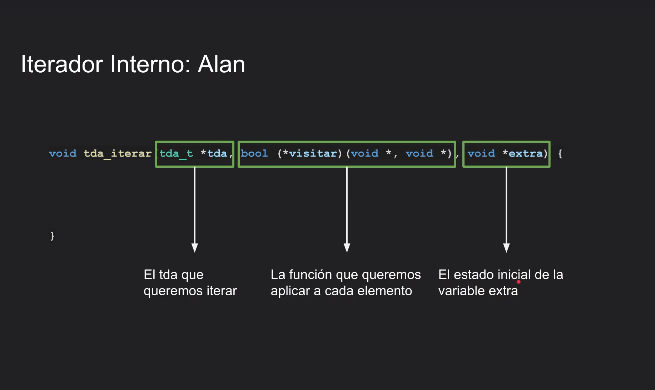 Iterador Interno: Alan
void tda_iterar(tda_t *tda, bool (*visitar)(void *, void *), void *extra) {
}
El tda que
queremos iterar
La función que queremos
aplicar a cada elemento
El estado inicial de la
variable extra